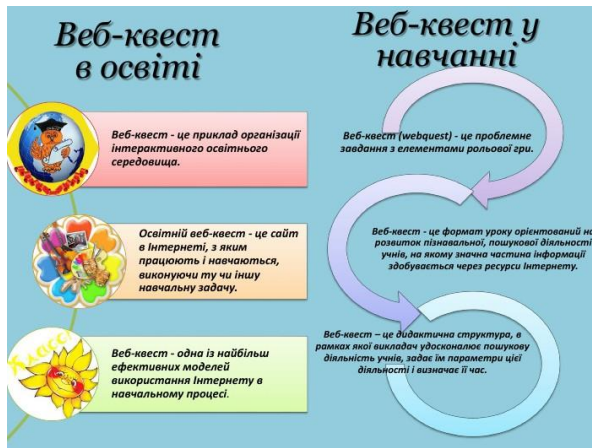 Веб-квест
в освіті
Веб-квест - це приклад організації
інтерактивного освітнього
середовища.
Освітній веб-квест - це сайт
в Інтернеті, з яким
працюють і навчаються,
виконуючи ту чи іншу
навчальну задачу.
Класс!
Веб-квест - одна із найбільш
ефективних моделей
використання Інтернету в
навчальному процесі.
Веб-квест у
навчанні
Веб-квест (webquest) - це проблемне
завдання з елементами рольової гри.
Веб-квест - це формат уроку орієнтований на
розвиток пізнавальної, пошукової діяльності
учнів, на якому значна частина інформації
здобувається через ресурси Інтернету.
Веб-квест – це дидактична структура, в
рамках якої викладач удосконалює пошукову
діяльність учнів, задає їм параметри цієї
діяльності і визначає її час.